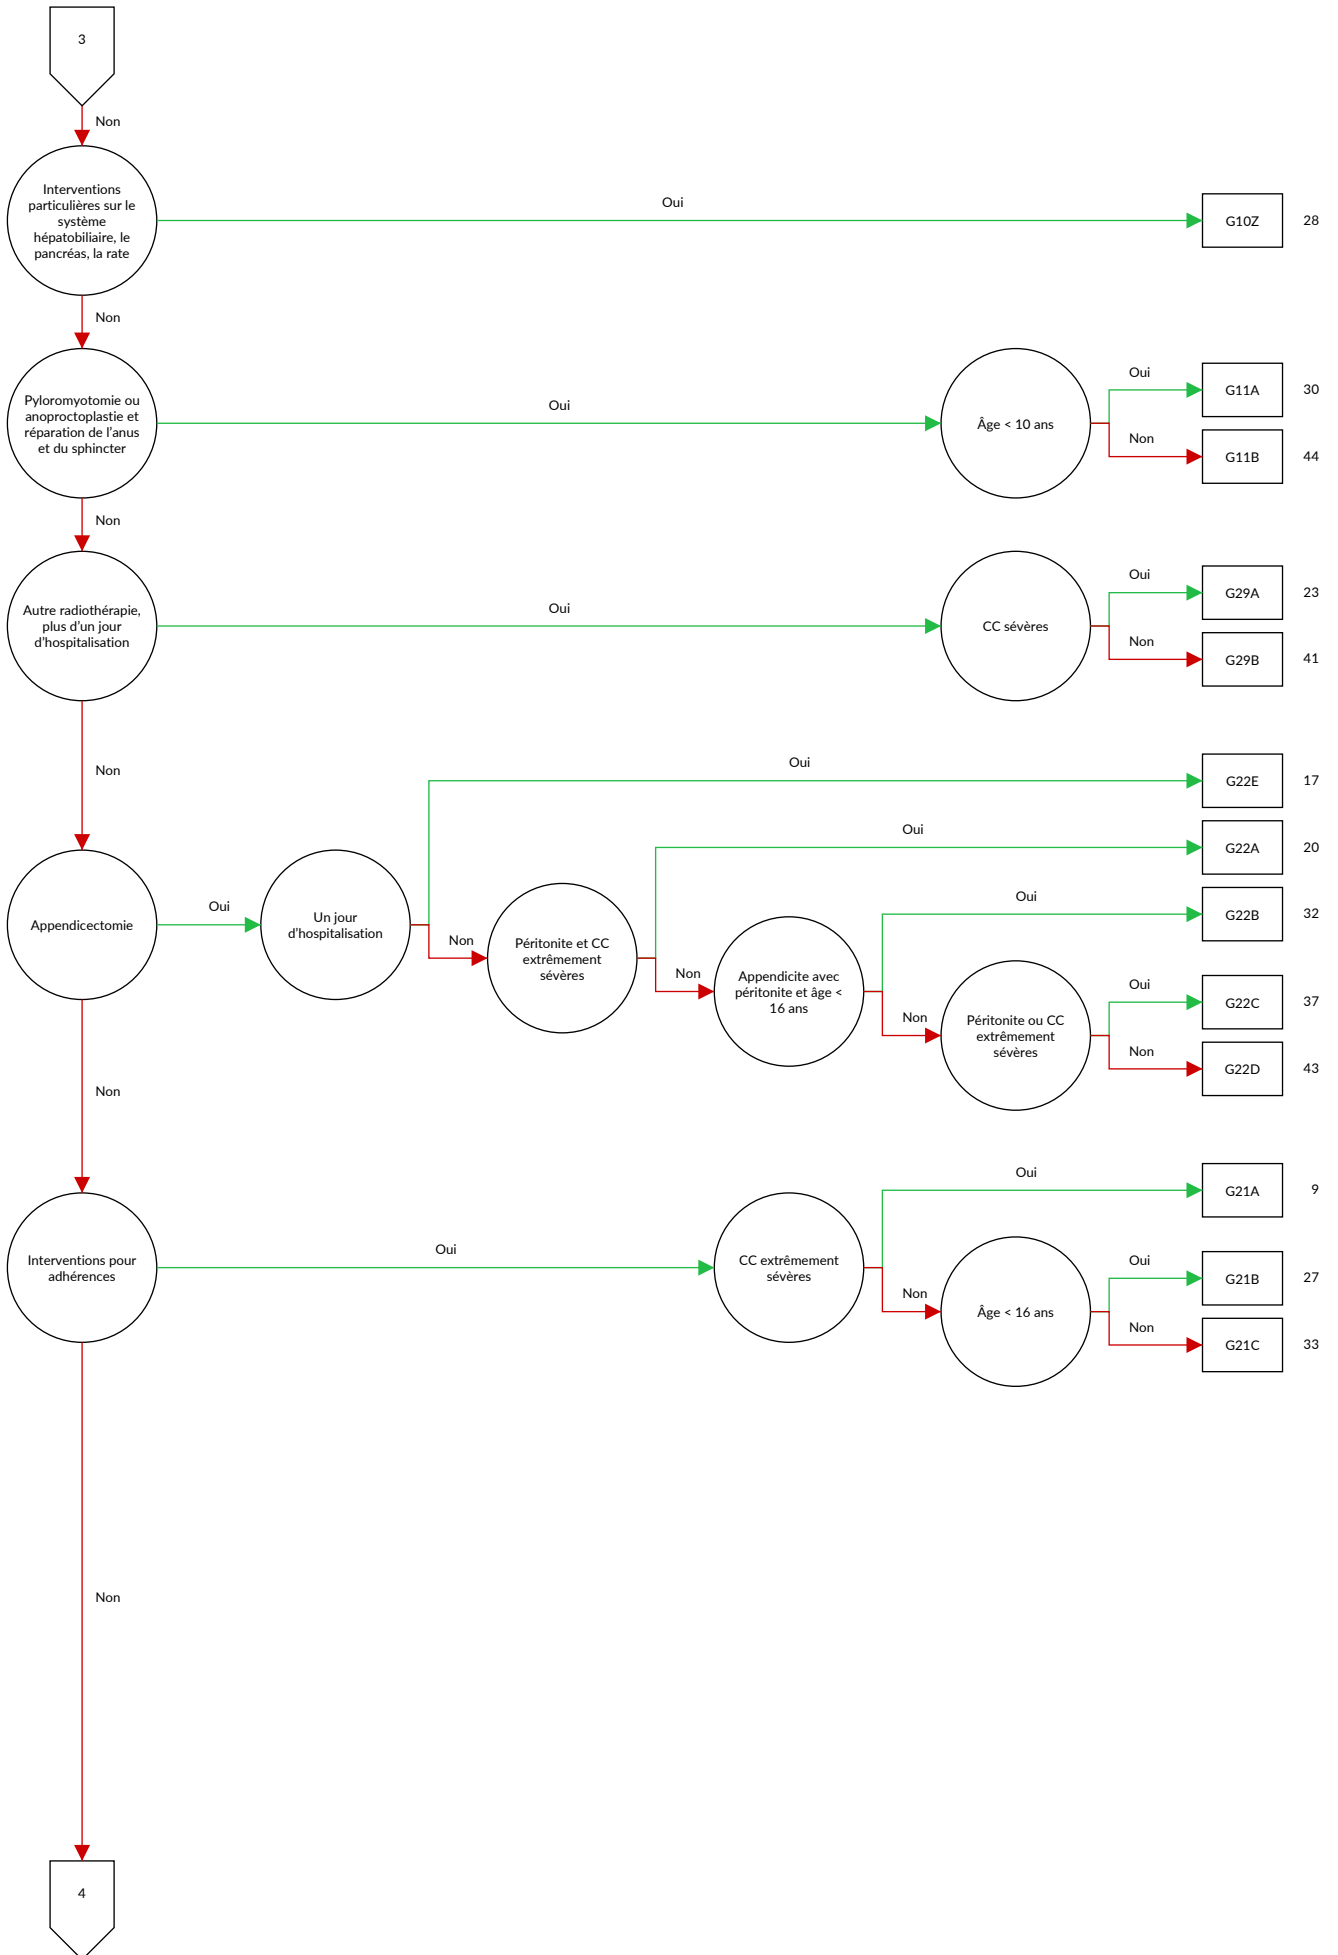 3
Non
Interventions
particulières sur le
système
hépatobiliaire, le
pancréas, la rate
Oui
G10Z
28
Non
Pyloromyotomie ou
anoproctoplastie et
réparation de l'anus
et du sphincter
Oui
Âge < 10 ans
Oui
G11A
30
Non
G11B
44
Non
Autre radiothérapie,
plus d'un jour
d'hospitalisation
Oui
CC sévères
Oui
G29A
23
Non
G29B
41
Non
Appendicectomie
Oui
Un jour
d'hospitalisation
Oui
G22E
17
Non
Péritonite et CC
extrêmement
sévères
Oui
G22A
20
Non
Appendicite avec
péritonite et âge <
16 ans
Oui
G22B
32
Non
Péritonite ou CC
extrêmement
sévères
Oui
G22C
37
Non
G22D
43
Non
Interventions pour
adhérences
Oui
CC extrêmement
sévères
Oui
G21A
9
Non
Âge < 16 ans
Oui
G21B
27
Non
G21C
33
Non
4